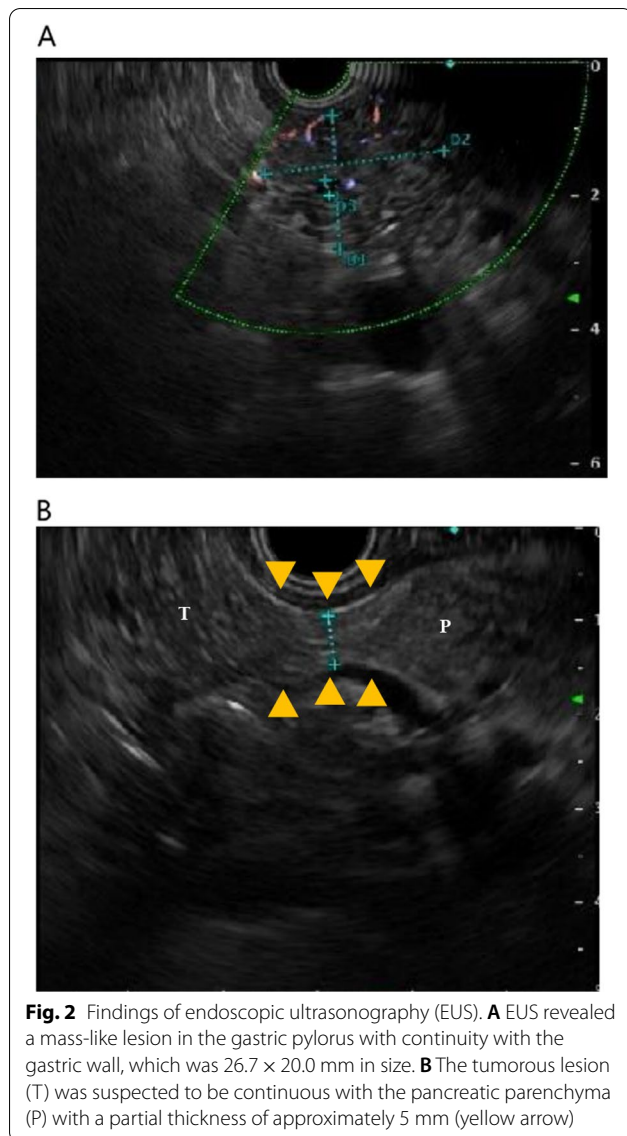 A
0
D2
2
D3
D1
4
6
B
T
P
1
2
3
4
Fig. 2 Findings of endoscopic ultrasonography (EUS). A EUS revealed
a mass-like lesion in the gastric pylorus with continuity with the
gastric wall, which was 26.7 × 20.0 mm in size. B The tumorous lesion
(T) was suspected to be continuous with the pancreatic parenchyma
(P) with a partial thickness of approximately 5 mm (yellow arrow)